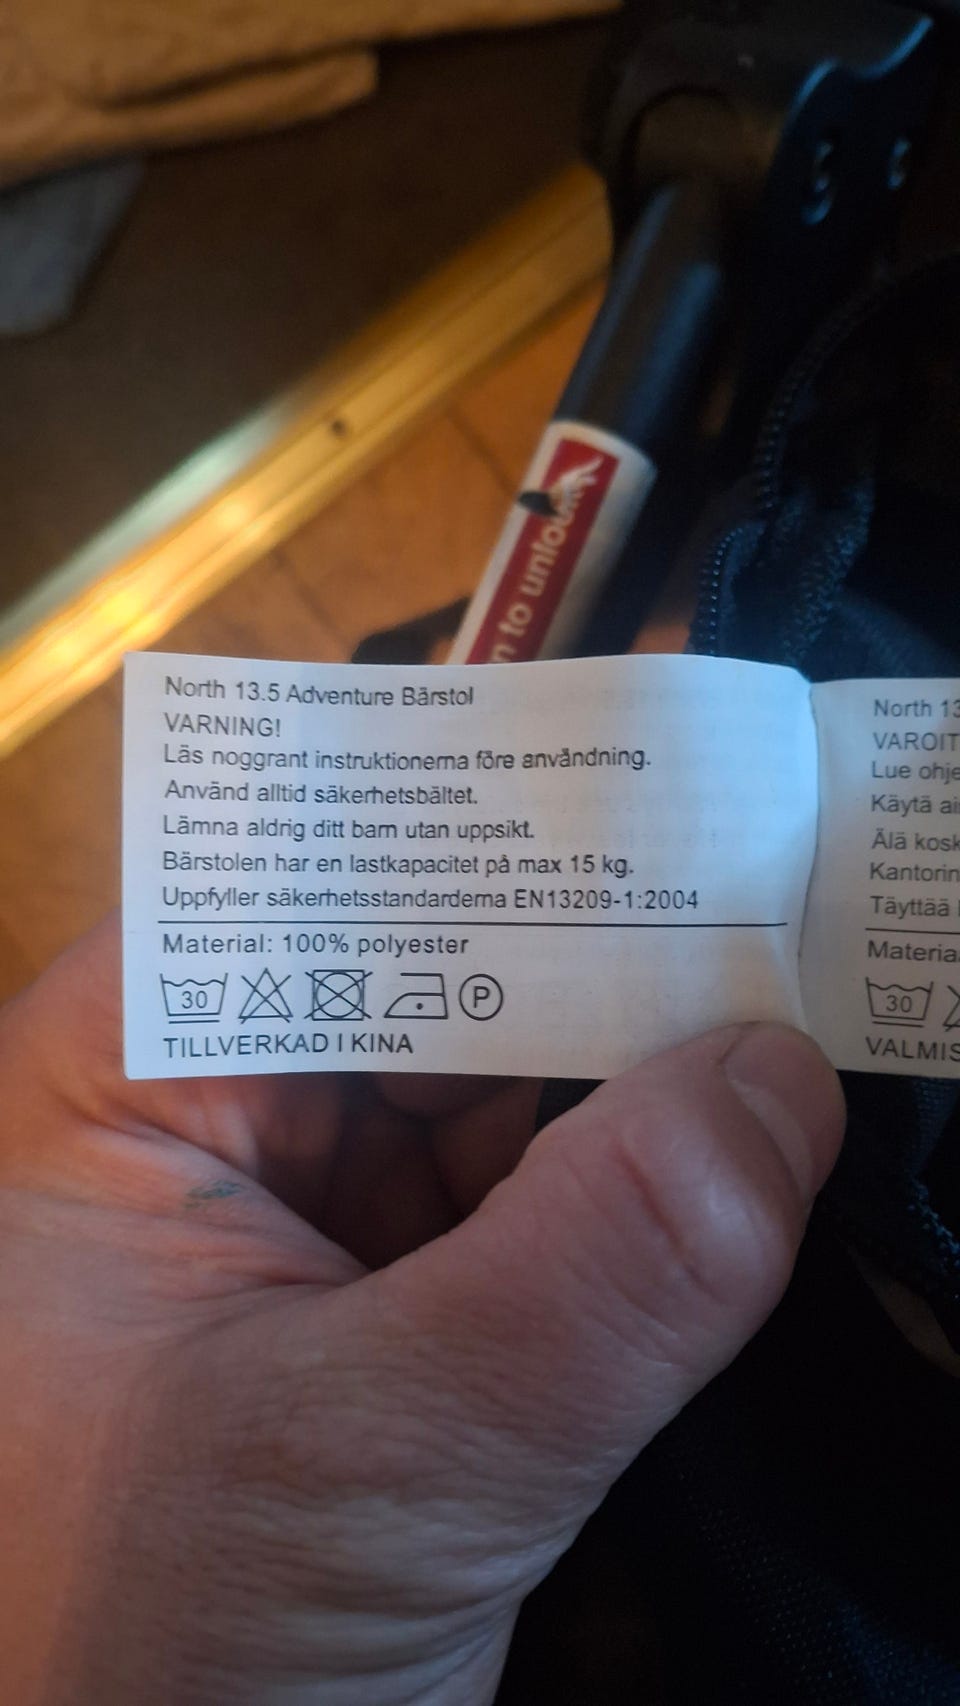 n to unlock
North 13.5 Adventure Bärstol
VARNING!
Läs noggrant instruktionerna före användning.
Använd alltid säkerhetsbältet.
Lämna aldrig ditt barn utan uppsikt.
Bärstolen har en lastkapacitet på max 15 kg.
Uppfyller säkerhetsstandarderna EN13209-1:2004
Material: 100% polyester
30
P
TILLVERKAD I KINA
North 13
VAROIT
Lue ohje
Käytä ai
Älä kosk
Kantorin
Täyttää
Materia
30
VALMIS